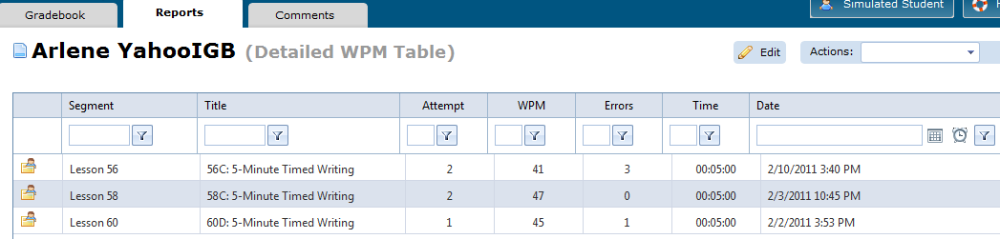 Gradebook Reports Comments Simulated Student
Arlene YahooIGB (Detailed WPM Table) Edit Actions:
Segment Title Attempt WPM Errors Time Date
Lesson 56 56C: 5-Minute Timed Writing 2 41 3 00:05:00 2/10/2011 3:40 PM
Lesson 58 58C: 5-Minute Timed Writing 2 47 0 00:05:00 2/3/2011 10:45 PM
Lesson 60 60D: 5-Minute Timed Writing 1 45 1 00:05:00 2/2/2011 3:53 PM